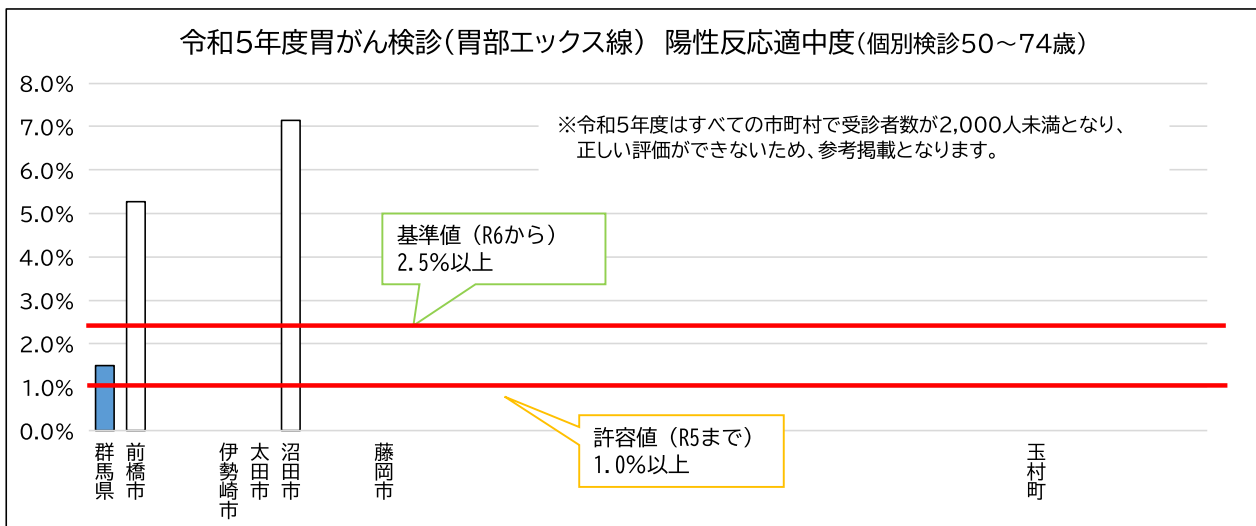 令和5年度胃がん検診(胃部エックス線) 陽性反応適中度(個別検診50～74歳)
8.0%
7.0%
6.0%
5.0%
4.0%
3.0%
2.0%
1.0%
0.0%
※令和5年度はすべての市町村で受診者数が2,000人未満となり、
正しい評価ができないため、参考掲載となります。
基準値（R6から）
2.5%以上
許容値（R5まで）
1.0%以上
群馬県
前橋市
伊勢崎市
太田市
沼田市
藤岡市
玉村町